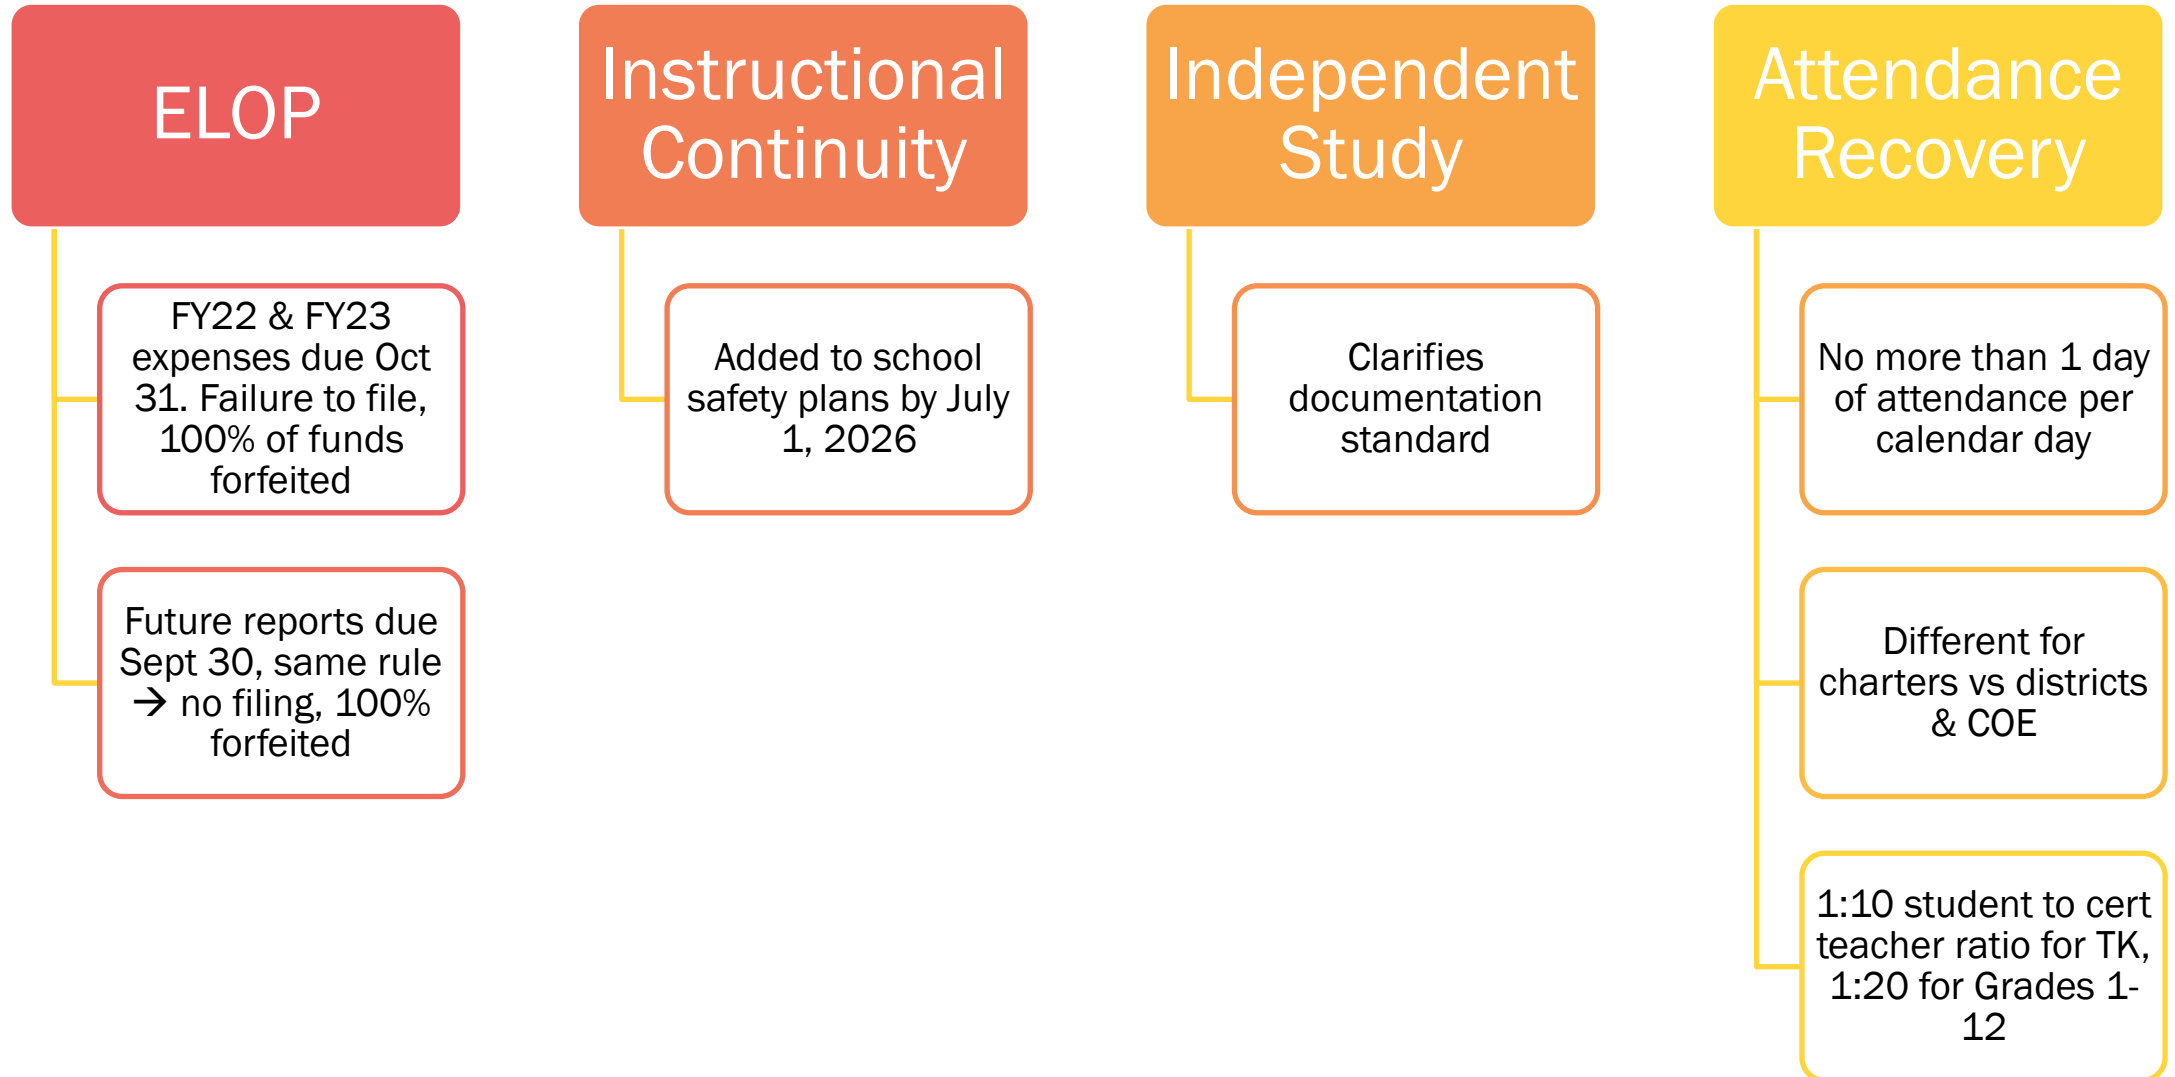 ELOP
FY22 & FY23
expenses due Oct
31. Failure to file,
100% of funds
forfeited
Future reports due
Sept 30, same rule
→ no filing, 100%
forfeited
Instructional
Continuity
Added to school
safety plans by July
1, 2026
Independent
Study
Clarifies
documentation
standard
Attendance
Recovery
No more than 1 day
of attendance per
calendar day
Different for
charters vs districts
& COE
1:10 student to cert
teacher ratio for TK,
1:20 for Grades 1-
12